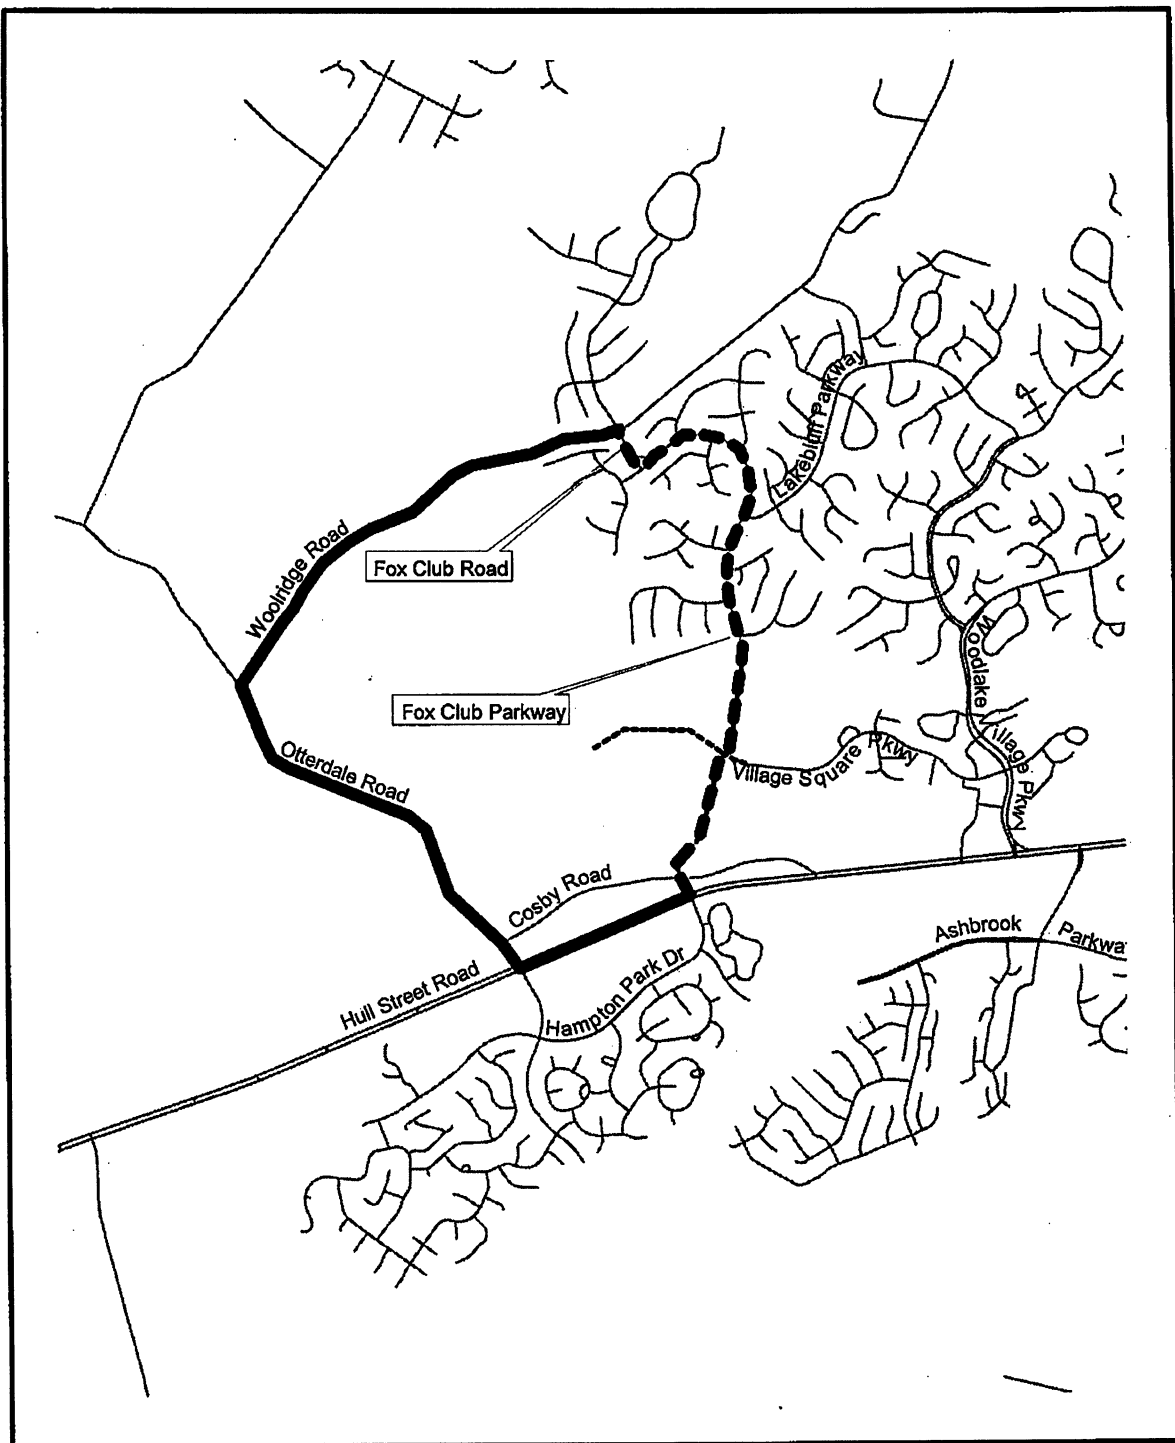 Lakebluff Parkway
Woolridge Road
Fox Club Road
Woodlake Village Pkwy
Fox Club Parkway
Otterdale Road
Village Square Pkwy
Cosby Road
Ashbrook Parkwa
Hull Street Road
Hampton Park Dr